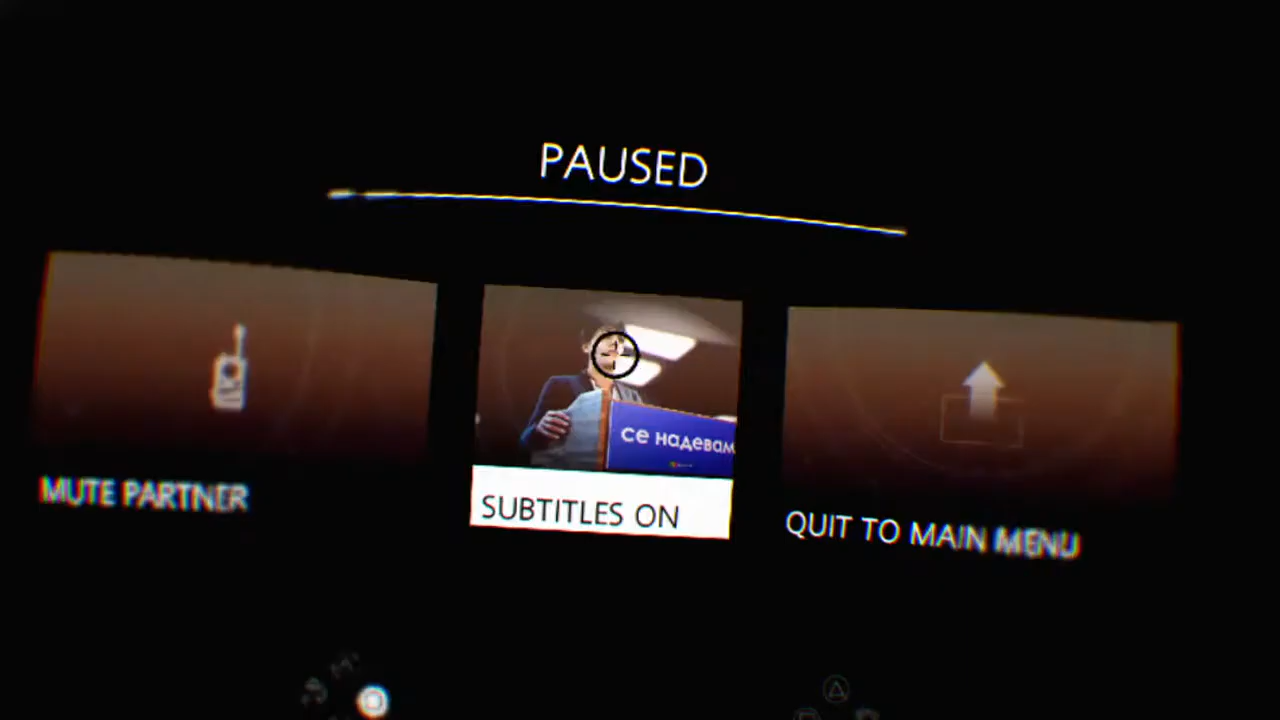 PAUSED
MUTE PARTNER
се надевам
SUBTITLES ON
QUIT TO MAIN MENU